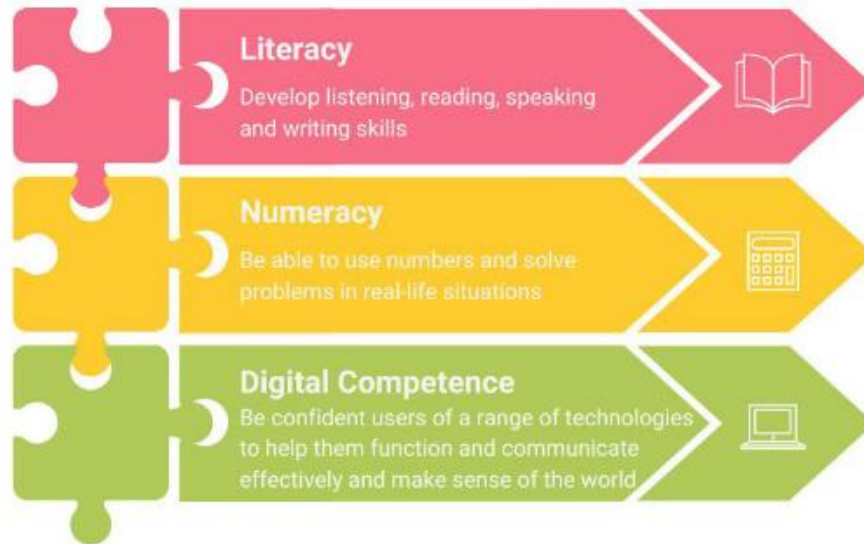 Literacy
Develop listening, reading, speaking
and writing skills
Numeracy
Be able to use numbers and solve
problems in real-life situations
Digital Competence
Be confident users of a range of technologies
to help them function and communicate
effectively and make sense of the world